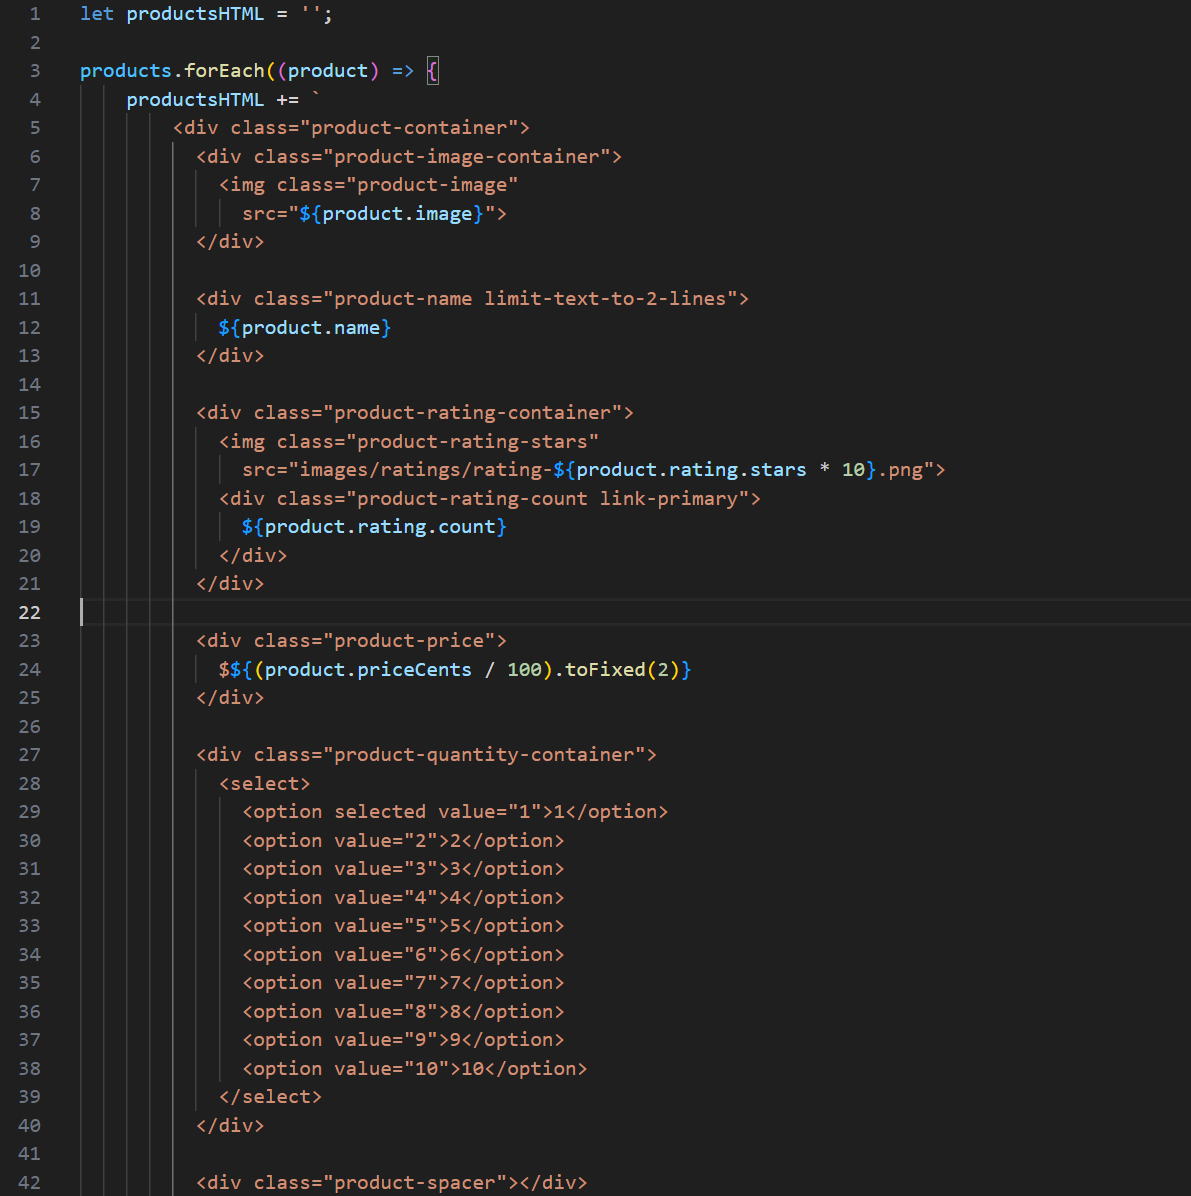 1 let productsHTML = '';
2
3 products.forEach((product) => {
4 productsHTML += `
5 <div class="product-container">
6 <div class="product-image-container">
7 <img class="product-image"
8 src="${product.image}">
9 </div>
10
11 <div class="product-name limit-text-to-2-lines">
12 ${product.name}
13 </div>
14
15 <div class="product-rating-container">
16 <img class="product-rating-stars"
17 src="images/ratings/rating-${product.rating.stars * 10}.png">
18 <div class="product-rating-count link-primary">
19 ${product.rating.count}
20 </div>
21 </div>
22
23 <div class="product-price">
24 $${(product.priceCents / 100).toFixed(2)}
25 </div>
26
27 <div class="product-quantity-container">
28 <select>
29 <option selected value="1">1</option>
30 <option value="2">2</option>
31 <option value="3">3</option>
32 <option value="4">4</option>
33 <option value="5">5</option>
34 <option value="6">6</option>
35 <option value="7">7</option>
36 <option value="8">8</option>
37 <option value="9">9</option>
38 <option value="10">10</option>
39 </select>
40 </div>
41
42 <div class="product-spacer"></div>